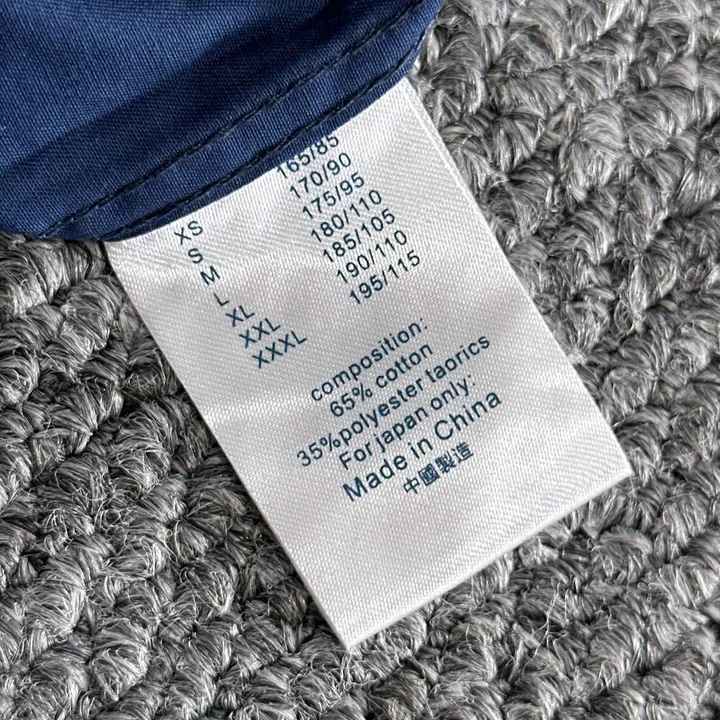 XS 165/85
S 170/90
M 175/95
L 180/110
XL 185/105
XXL 190/110
XXXL 195/115
composition:
65% cotton
35%polyester taorics
For japan only:
Made in China
中國製造